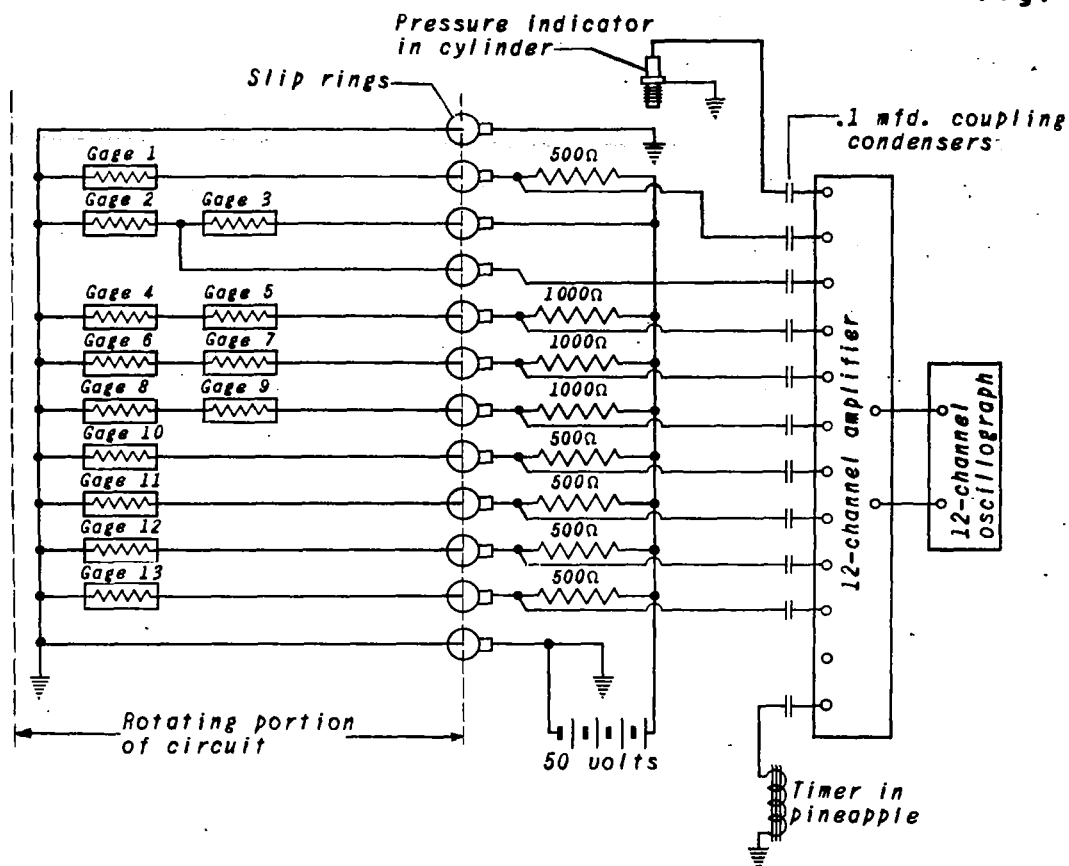 Pressure indicator
in cylinder
Slip rings
.1 mfd. coupling
condensers
Gage 1
500Ω
Gage 2
Gage 3
Gage 4
Gage 5
1000Ω
Gage 6
Gage 7
1000Ω
Gage 8
Gage 9
1000Ω
Gage 10
500Ω
Gage 11
500Ω
Gage 12
500Ω
Gage 13
500Ω
12-channel amplifier
12-channel
oscillograph
Rotating portion
of circuit
50 volts
Timer in
pineapple